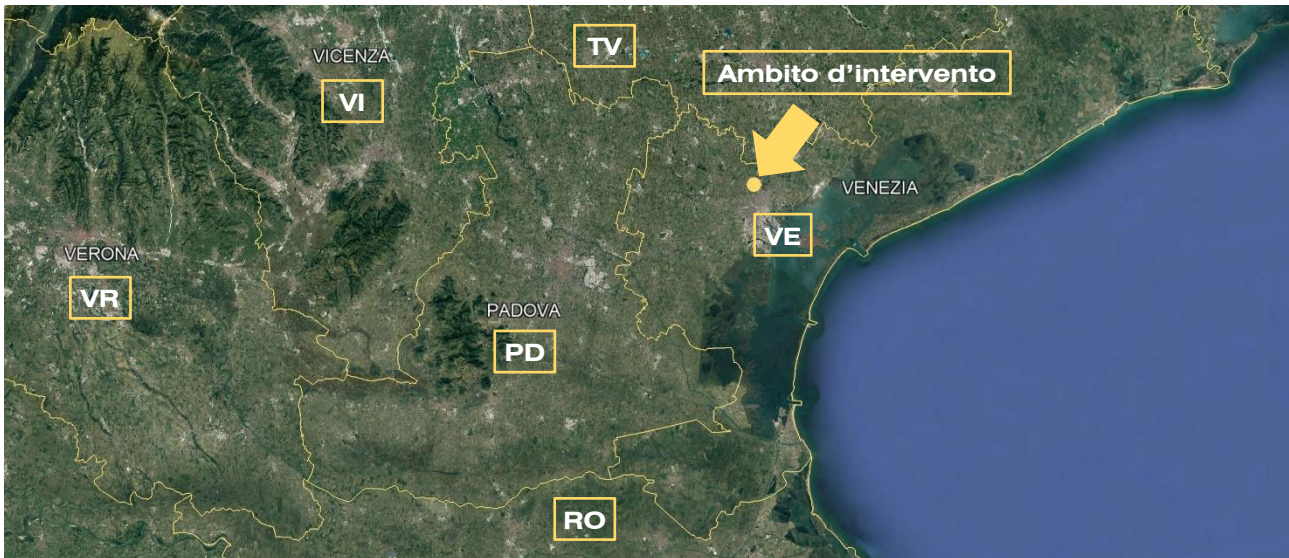 TV
VICENZA
Ambito d'intervento
VI
VENEZIA
VE
VERONA
VR
PADOVA
PD
RO